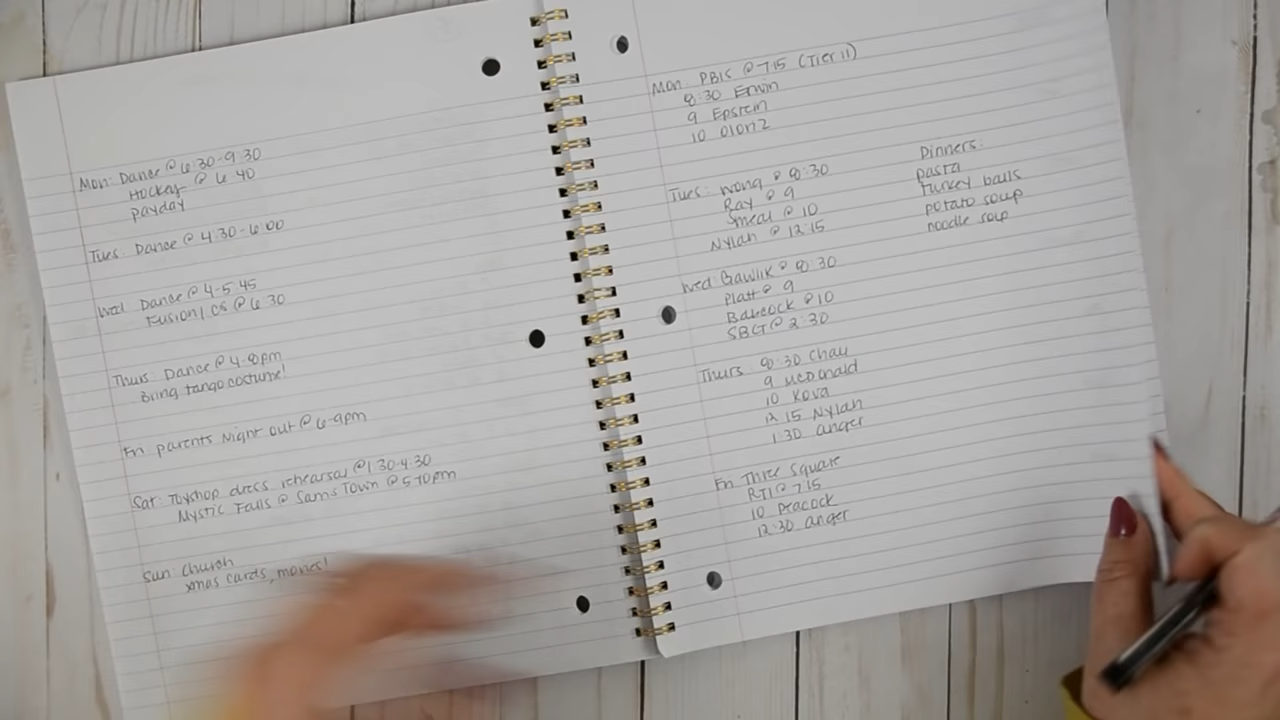 Mon: Dance @ 6:30-9:30
Hockey @ 6:40
payday
Tues: Dance @ 4:30-6:00
Wed: Dance @ 4-5:45
Fusion/CS @ 6:30
Thurs: Dance @ 4-8pm
Bring tango costume!
Fri: parents Night out @ 6-9pm
Sat: Toyshop dress rehearsal @ 1:30-4:30
Mystic Falls @ Sams Town @ 5-10pm
Sun: church
xmas cards, movies!
Mon: PBIS @ 7:15 (Tier II)
8:30 Erwin
9 Epstein
10
Tues: Wong @ 8:30
Ray @ 9
Smeal @ 10
Nylan @ 12:15
Dinners:
pasta
turkey balls
potato soup
noodle soup
Wed: Gawlik @ 8:30
Platt @ 9
Babcock @ 10
SBCT @ 2:30
Thurs: 8:30 Chau
9 McDonald
10 Kova
12:15 Nylan
1:30 anger
Fri: Three Square
RTI @ 7:15
10 Peacock
12:30 anger